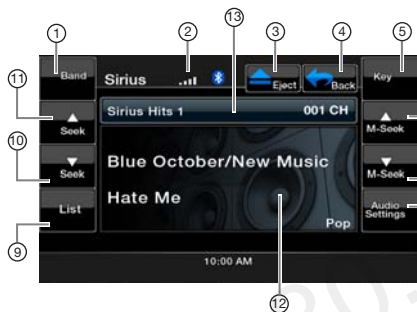 1 2 13 3 4 5
Band Sirius Eject Back Key
Sirius Hits 1 001 CH
11 Seek M-Seek
Blue October/New Music
10 Seek M-Seek
Hate Me
List Audio Settings
9 Pop
10:00 AM
12